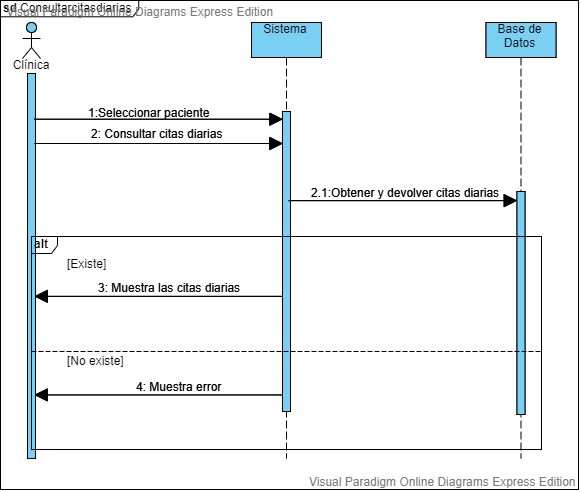 sd Consultarcitasdiarias
Visual Paradigm Online Diagrams Express Edition
Clínica
Sistema
Base de
Datos
1:Seleccionar paciente
2: Consultar citas diarias
2.1:Obtener y devolver citas diarias
alt
[Existe]
3: Muestra las citas diarias
[No existe]
4: Muestra error
Visual Paradigm Online Diagrams Express Edition